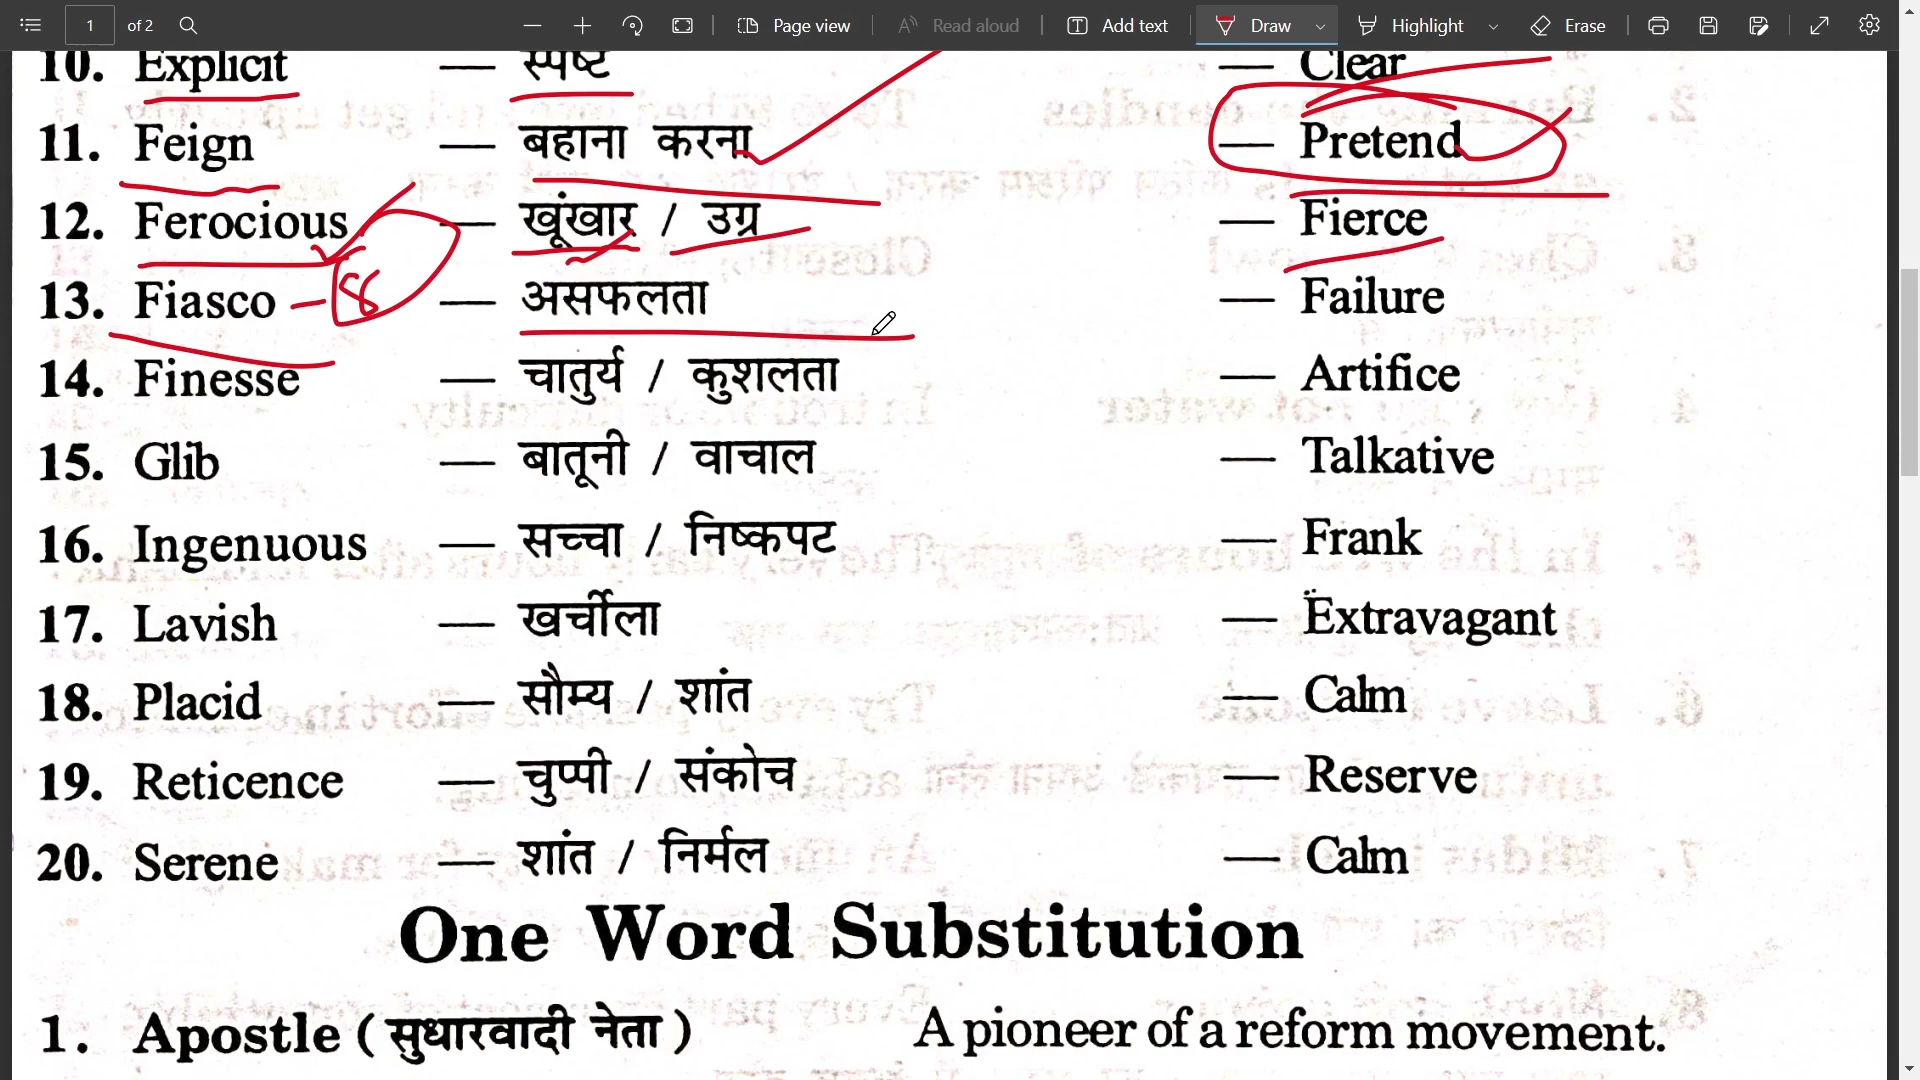 1 of 2 Page view Read aloud Add text Draw Highlight Erase
10. Explicit — स्पष्ट — Clear
11. Feign — बहाना करना — Pretend
12. Ferocious — खूंखार / उग्र — Fierce
13. Fiasco — 8 — असफलता — Failure
14. Finesse — चातुर्य / कुशलता — Artifice
15. Glib — बातूनी / वाचाल — Talkative
16. Ingenuous — सच्चा / निष्कपट — Frank
17. Lavish — खर्चीला — Extravagant
18. Placid — सौम्य / शांत — Calm
19. Reticence — चुप्पी / संकोच — Reserve
20. Serene — शांत / निर्मल — Calm
One Word Substitution
1. Apostle ( सुधारवादी नेता ) A pioneer of a reform movement.